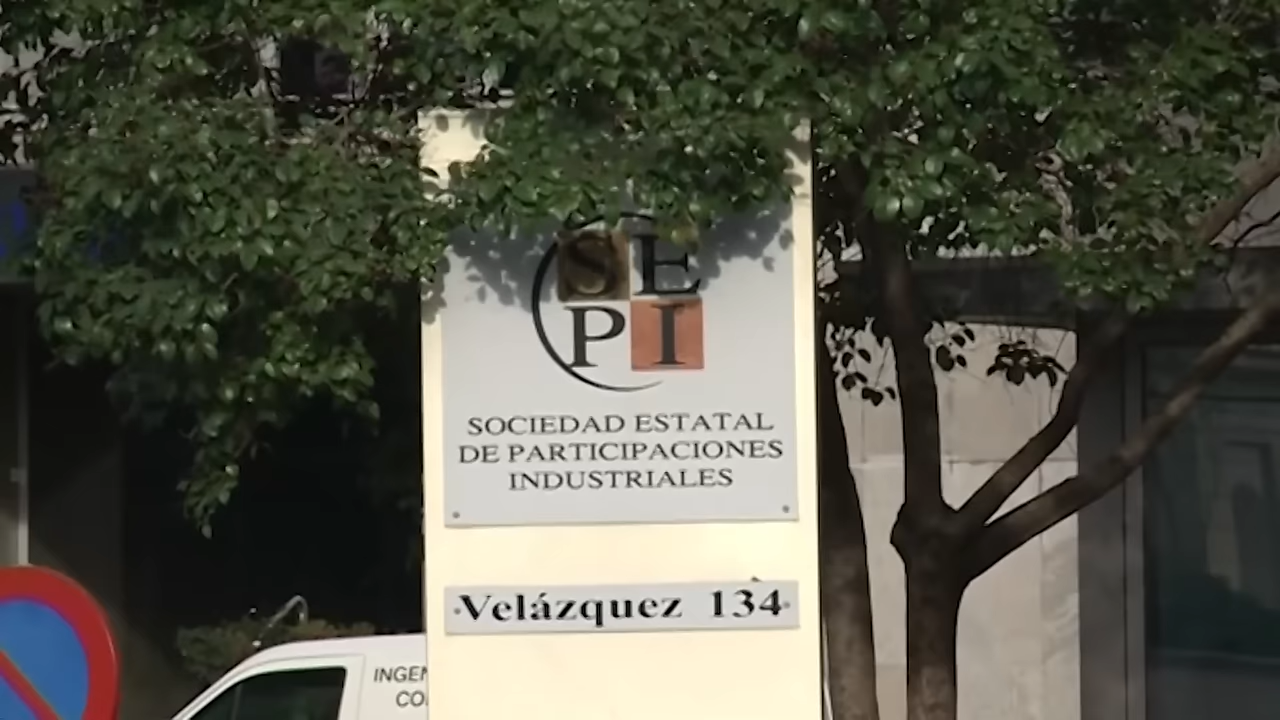 SE
PI
SOCIEDAD ESTATAL
DE PARTICIPACIONES
INDUSTRIALES
Velázquez 134